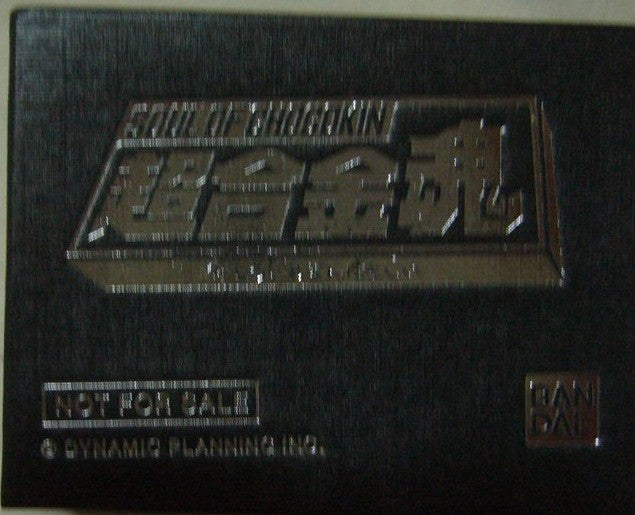 SOUL OF CHOGOKIN
超合金魂
NOT FOR SALE
© DYNAMIC PLANNING INC.
BAN
DAI